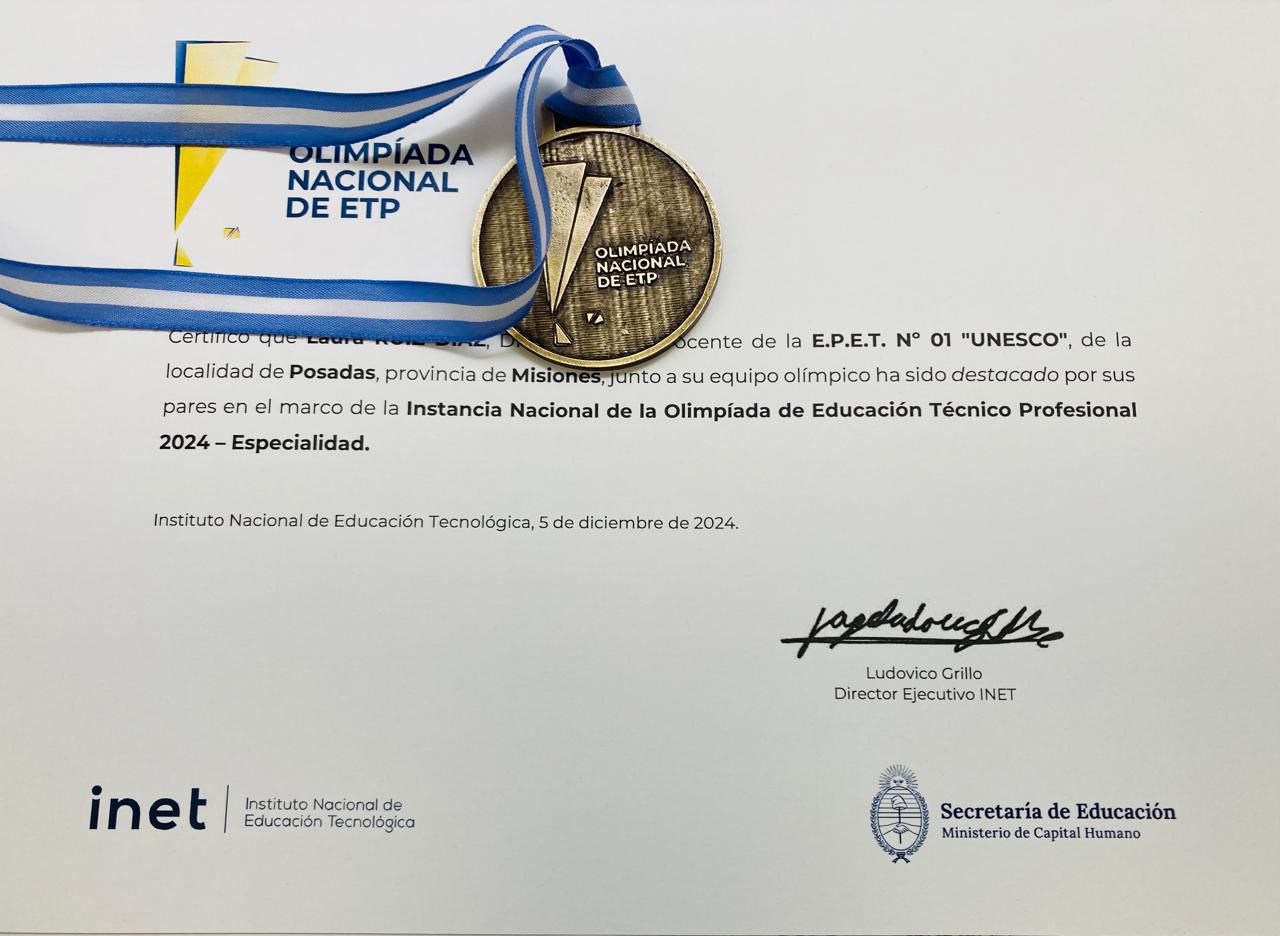 OLIMPÍADA
NACIONAL
DE ETP
OLIMPÍADA
NACIONAL
DE ETP
Certifico que Laura RUIZ DIAZ, de la E.P.E.T. Nº 01 "UNESCO", de la
localidad de Posadas, provincia de Misiones, junto a su equipo olímpico ha sido destacado por sus
pares en el marco de la Instancia Nacional de la Olimpíada de Educación Técnico Profesional
2024 – Especialidad.
Instituto Nacional de Educación Tecnológica, 5 de diciembre de 2024.
Ludovico Grillo
Director Ejecutivo INET
inet
Instituto Nacional de
Educación Tecnológica
Secretaría de Educación
Ministerio de Capital Humano